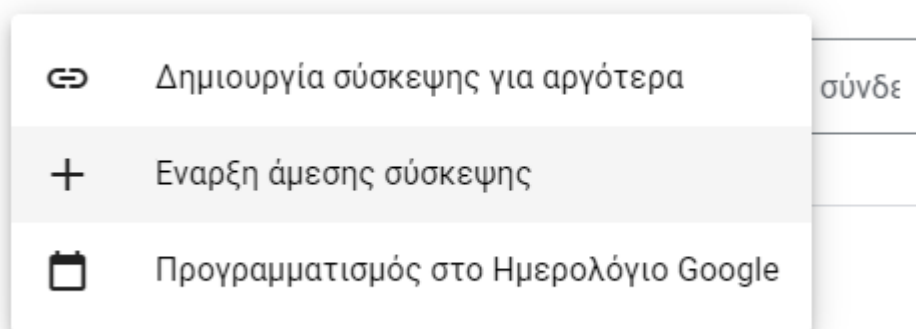 Δημιουργία σύσκεψης για αργότερα
Εναρξη άμεσης σύσκεψης
Προγραμματισμός στο Ημερολόγιο Google